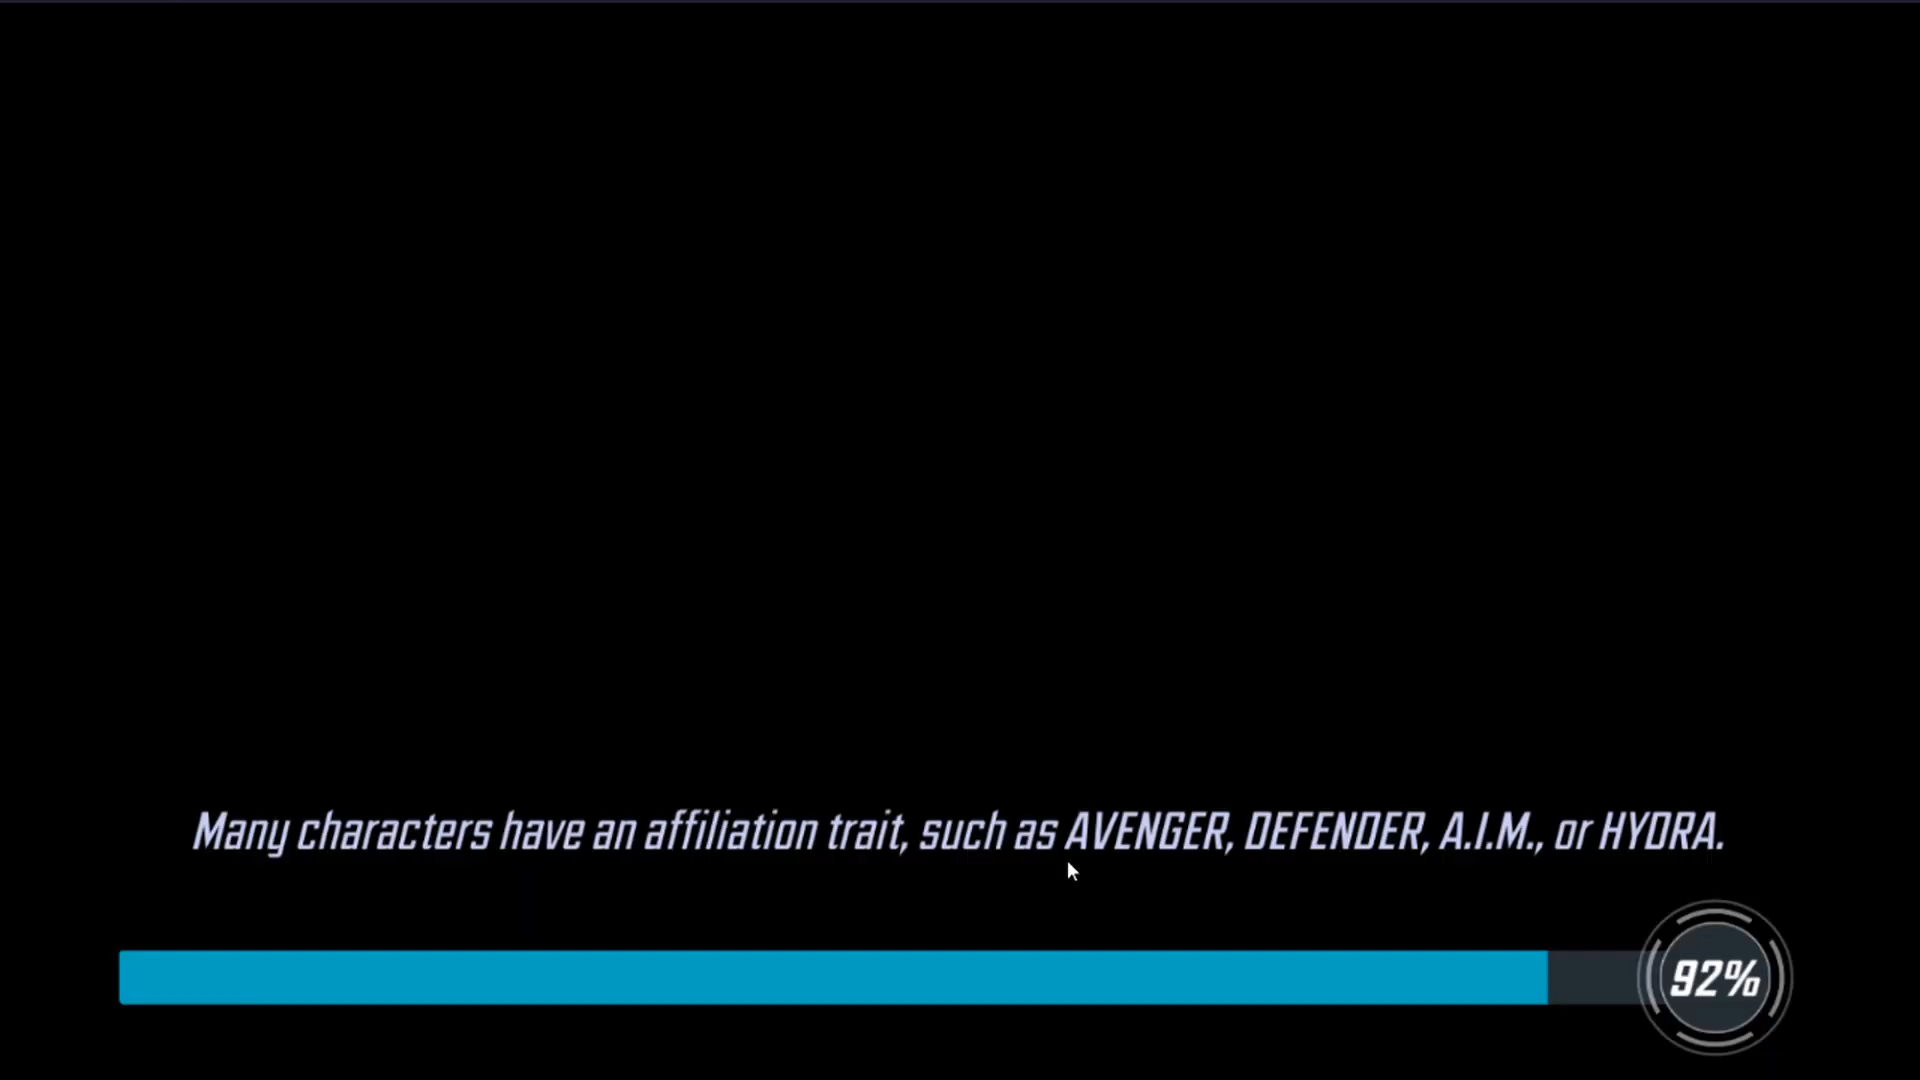 Many characters have an affiliation trait, such as AVENGER, DEFENDER, A.I.M., or HYDRA.
92%